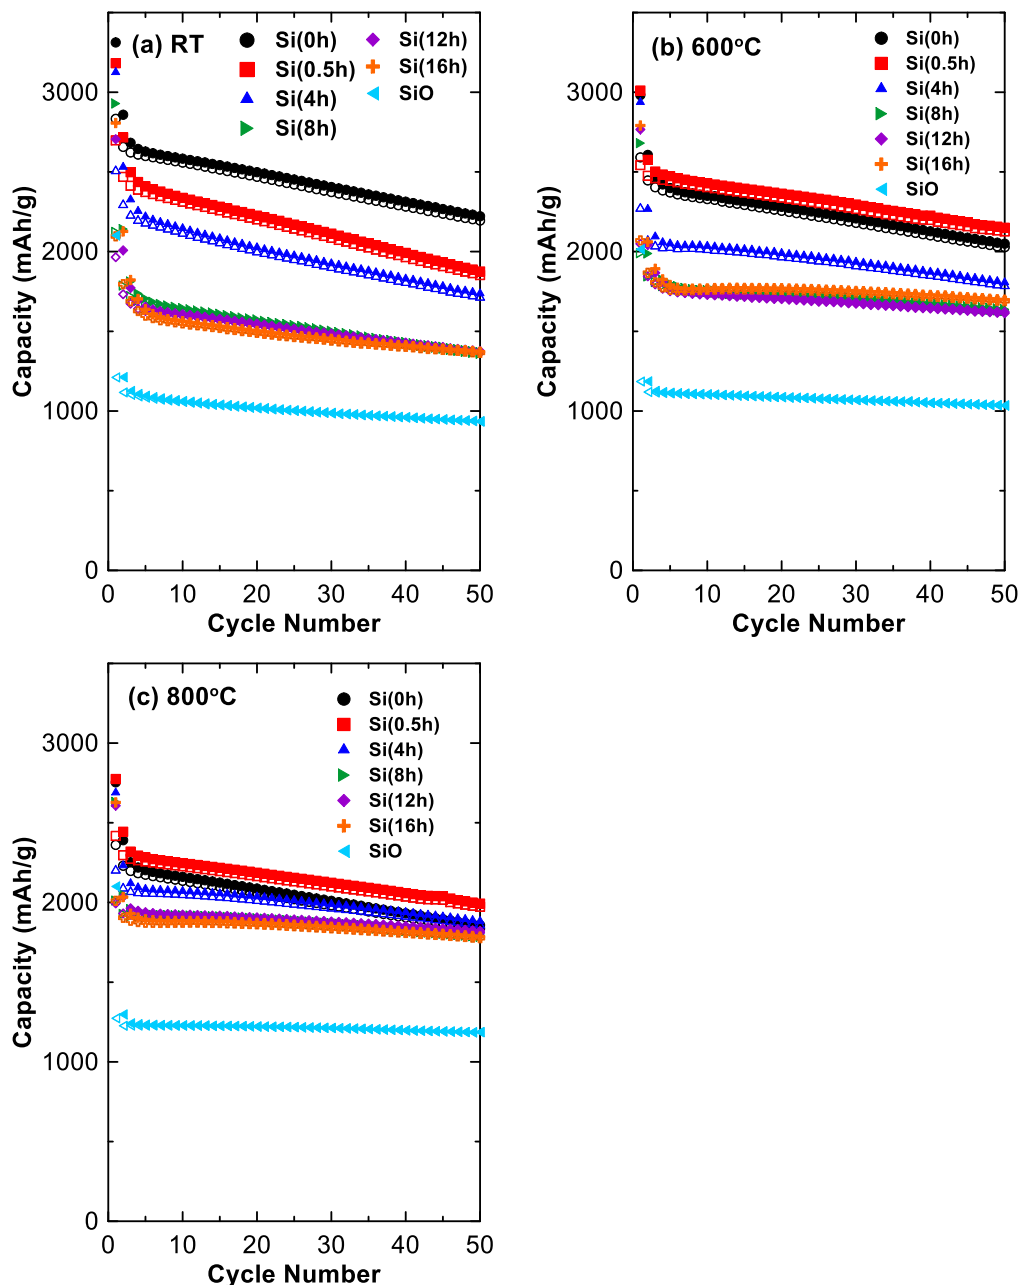 (a) RT
Si(0h)
Si(0.5h)
Si(4h)
Si(8h)
Si(12h)
Si(16h)
SiO
3000
2000
1000
0
Capacity (mAh/g)
0 10 20 30 40 50
Cycle Number
(b) 600°C
Si(0h)
Si(0.5h)
Si(4h)
Si(8h)
Si(12h)
Si(16h)
SiO
3000
2000
1000
0
Capacity (mAh/g)
0 10 20 30 40 50
Cycle Number
(c) 800°C
Si(0h)
Si(0.5h)
Si(4h)
Si(8h)
Si(12h)
Si(16h)
SiO
3000
2000
1000
0
Capacity (mAh/g)
0 10 20 30 40 50
Cycle Number